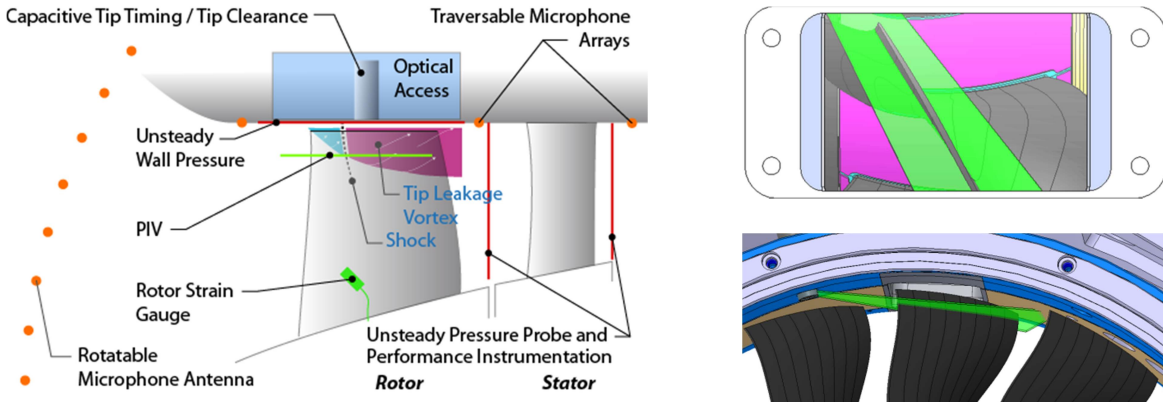 Capacitive Tip Timing / Tip Clearance
Traversable Microphone
Arrays
Optical
Access
Unsteady
Wall Pressure
PIV
Tip Leakage
Vortex
Shock
Rotor Strain
Gauge
Unsteady Pressure Probe and
Performance Instrumentation
Rotatable
Microphone Antenna
Rotor
Stator